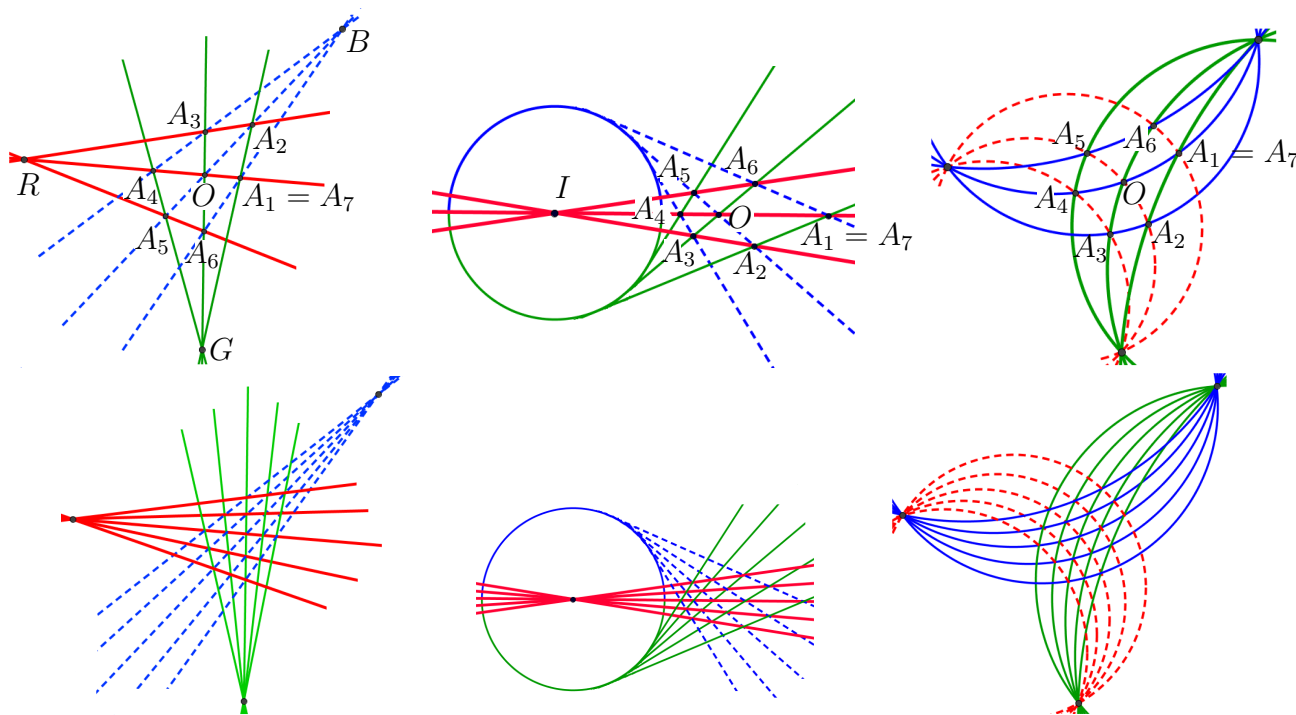 B
A₃
A₂
R
A₄
O
A₁ = A₇
A₅
A₆
G
I
A₅
A₆
A₄
O
A₁ = A₇
A₃
A₂
A₅
A₆
A₁ = A₇
A₄
O
A₃
A₂